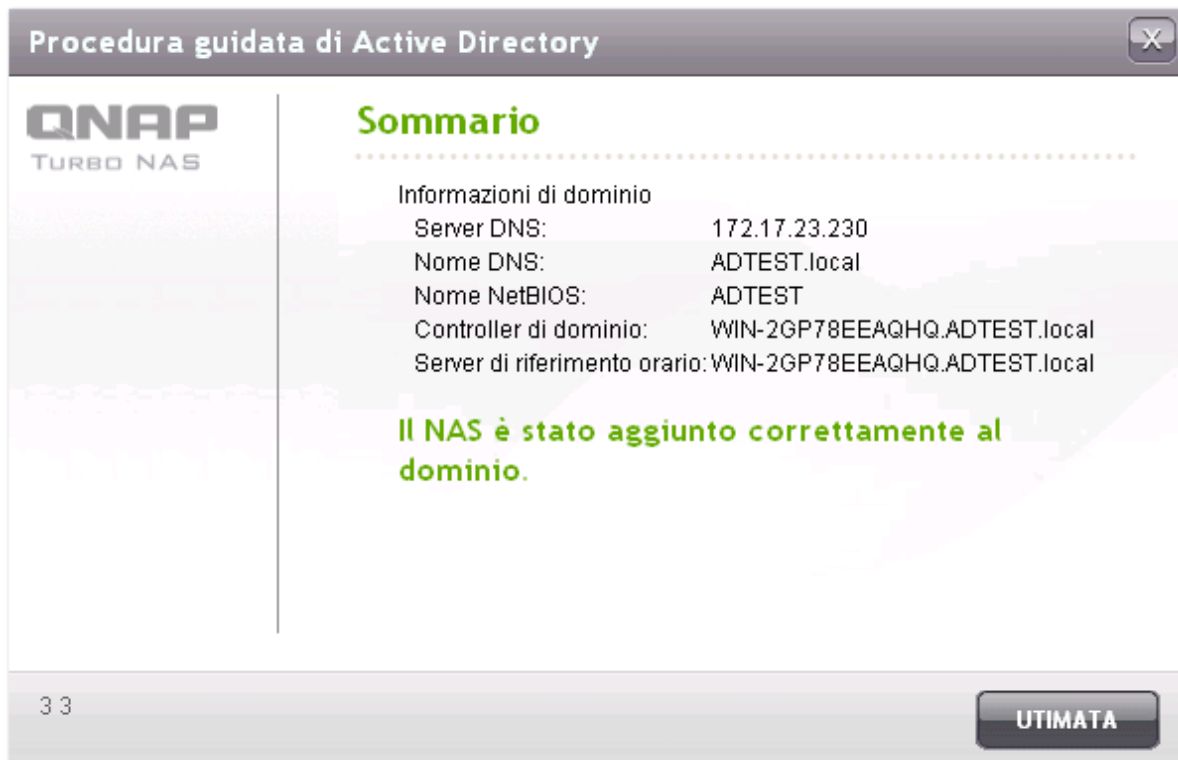 Procedura guidata di Active Directory
X
QNAP
TURBO NAS
Sommario
Informazioni di dominio
Server DNS: 172.17.23.230
Nome DNS: ADTEST.local
Nome NetBIOS: ADTEST
Controller di dominio: WIN-2GP78EEAQHQ.ADTEST.local
Server di riferimento orario: WIN-2GP78EEAQHQ.ADTEST.local
Il NAS è stato aggiunto correttamente al
dominio.
3 3
UTIMATA